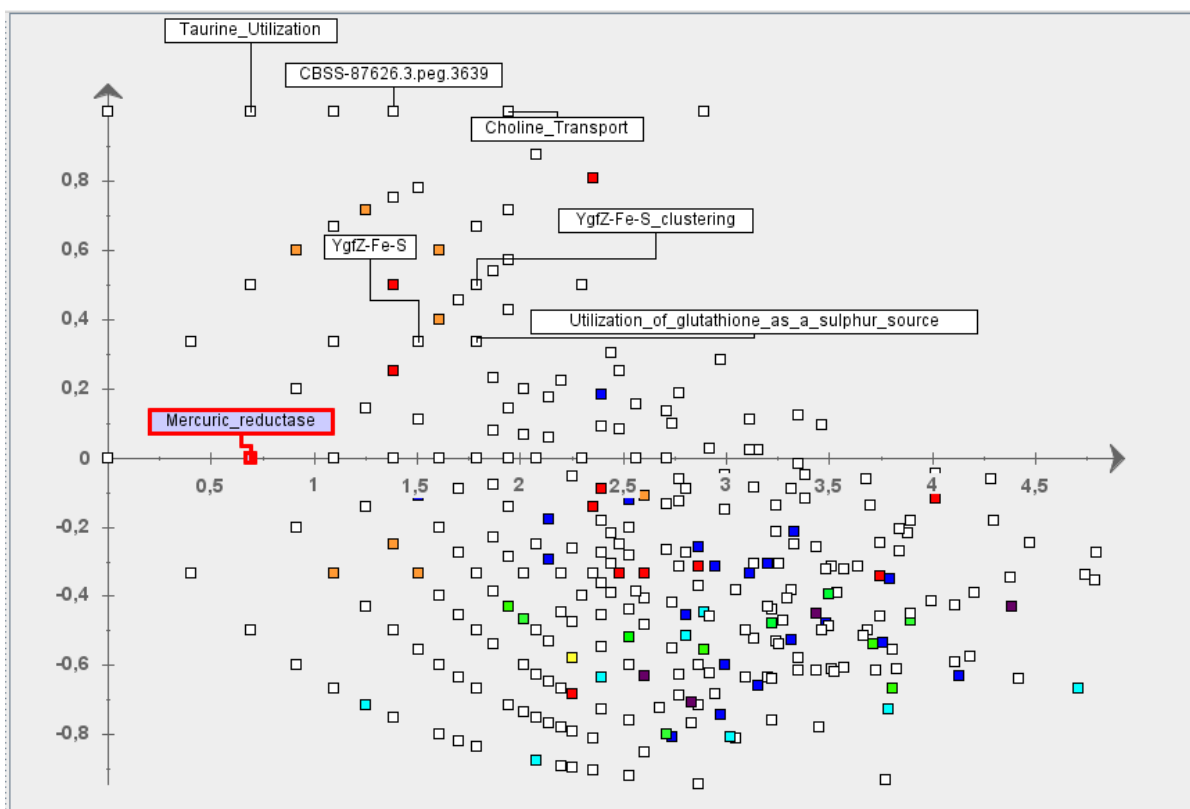 Taurine_Utilization
CBSS-87626.3.peg.3639
Choline_Transport
0,8
YgfZ-Fe-S_clustering
0,6
YgfZ-Fe-S
0,4
Utilization_of_glutathione_as_a_sulphur_source
0,2
Mercuric_reductase
0
0,5 1 1,5 2 2,5 3 3,5 4 4,5
-0,2
-0,4
-0,6
-0,8